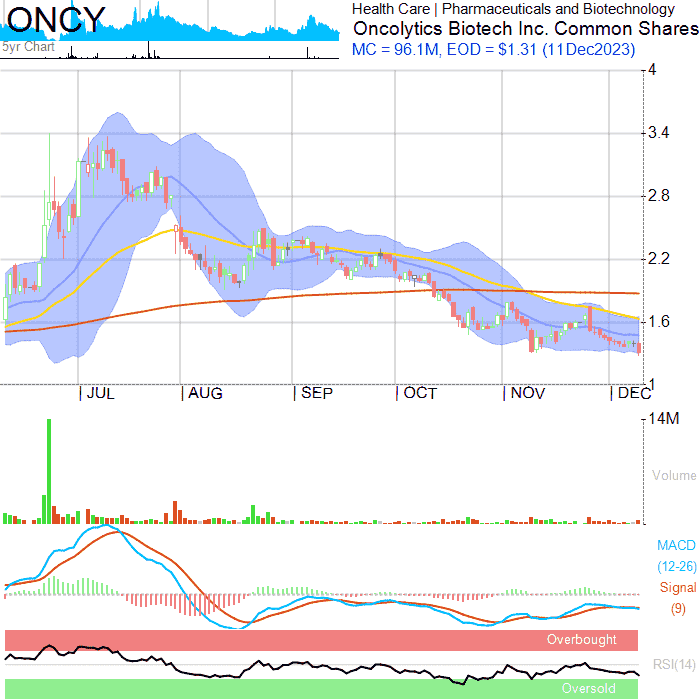 ONCY
5yr Chart
Health Care | Pharmaceuticals and Biotechnology
Oncolytics Biotech Inc. Common Shares
MC = 96.1M, EOD = $1.31 (11Dec2023)
4
3.4
2.8
2.2
1.6
1
JUL AUG SEP OCT NOV DEC
14M
Volume
MACD
(12-26)
Signal
(9)
Overbought
RSI(14)
Oversold